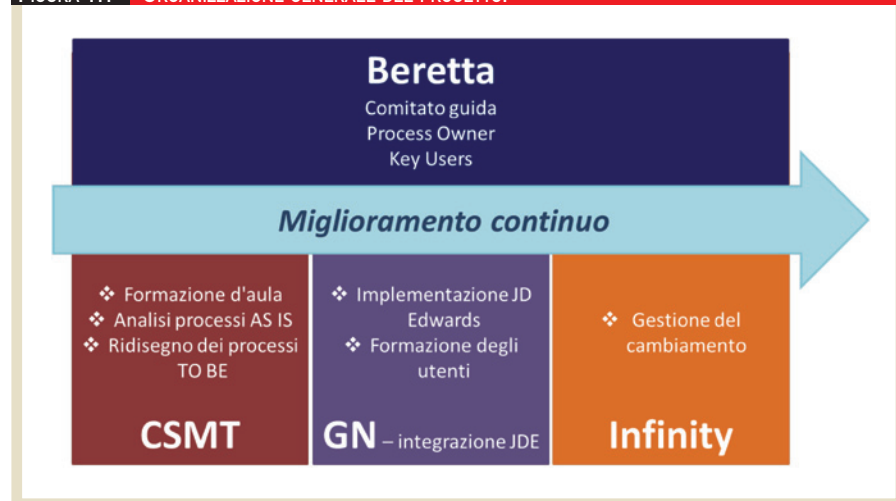 Beretta
Comitato guida
Process Owner
Key Users
Miglioramento continuo
❖ Formazione d'aula
❖ Analisi processi AS IS
❖ Ridisegno dei processi
TO BE
CSMT
❖ Implementazione JD
Edwards
❖ Formazione degli
utenti
GN – integrazione JDE
❖ Gestione del
cambiamento
Infinity